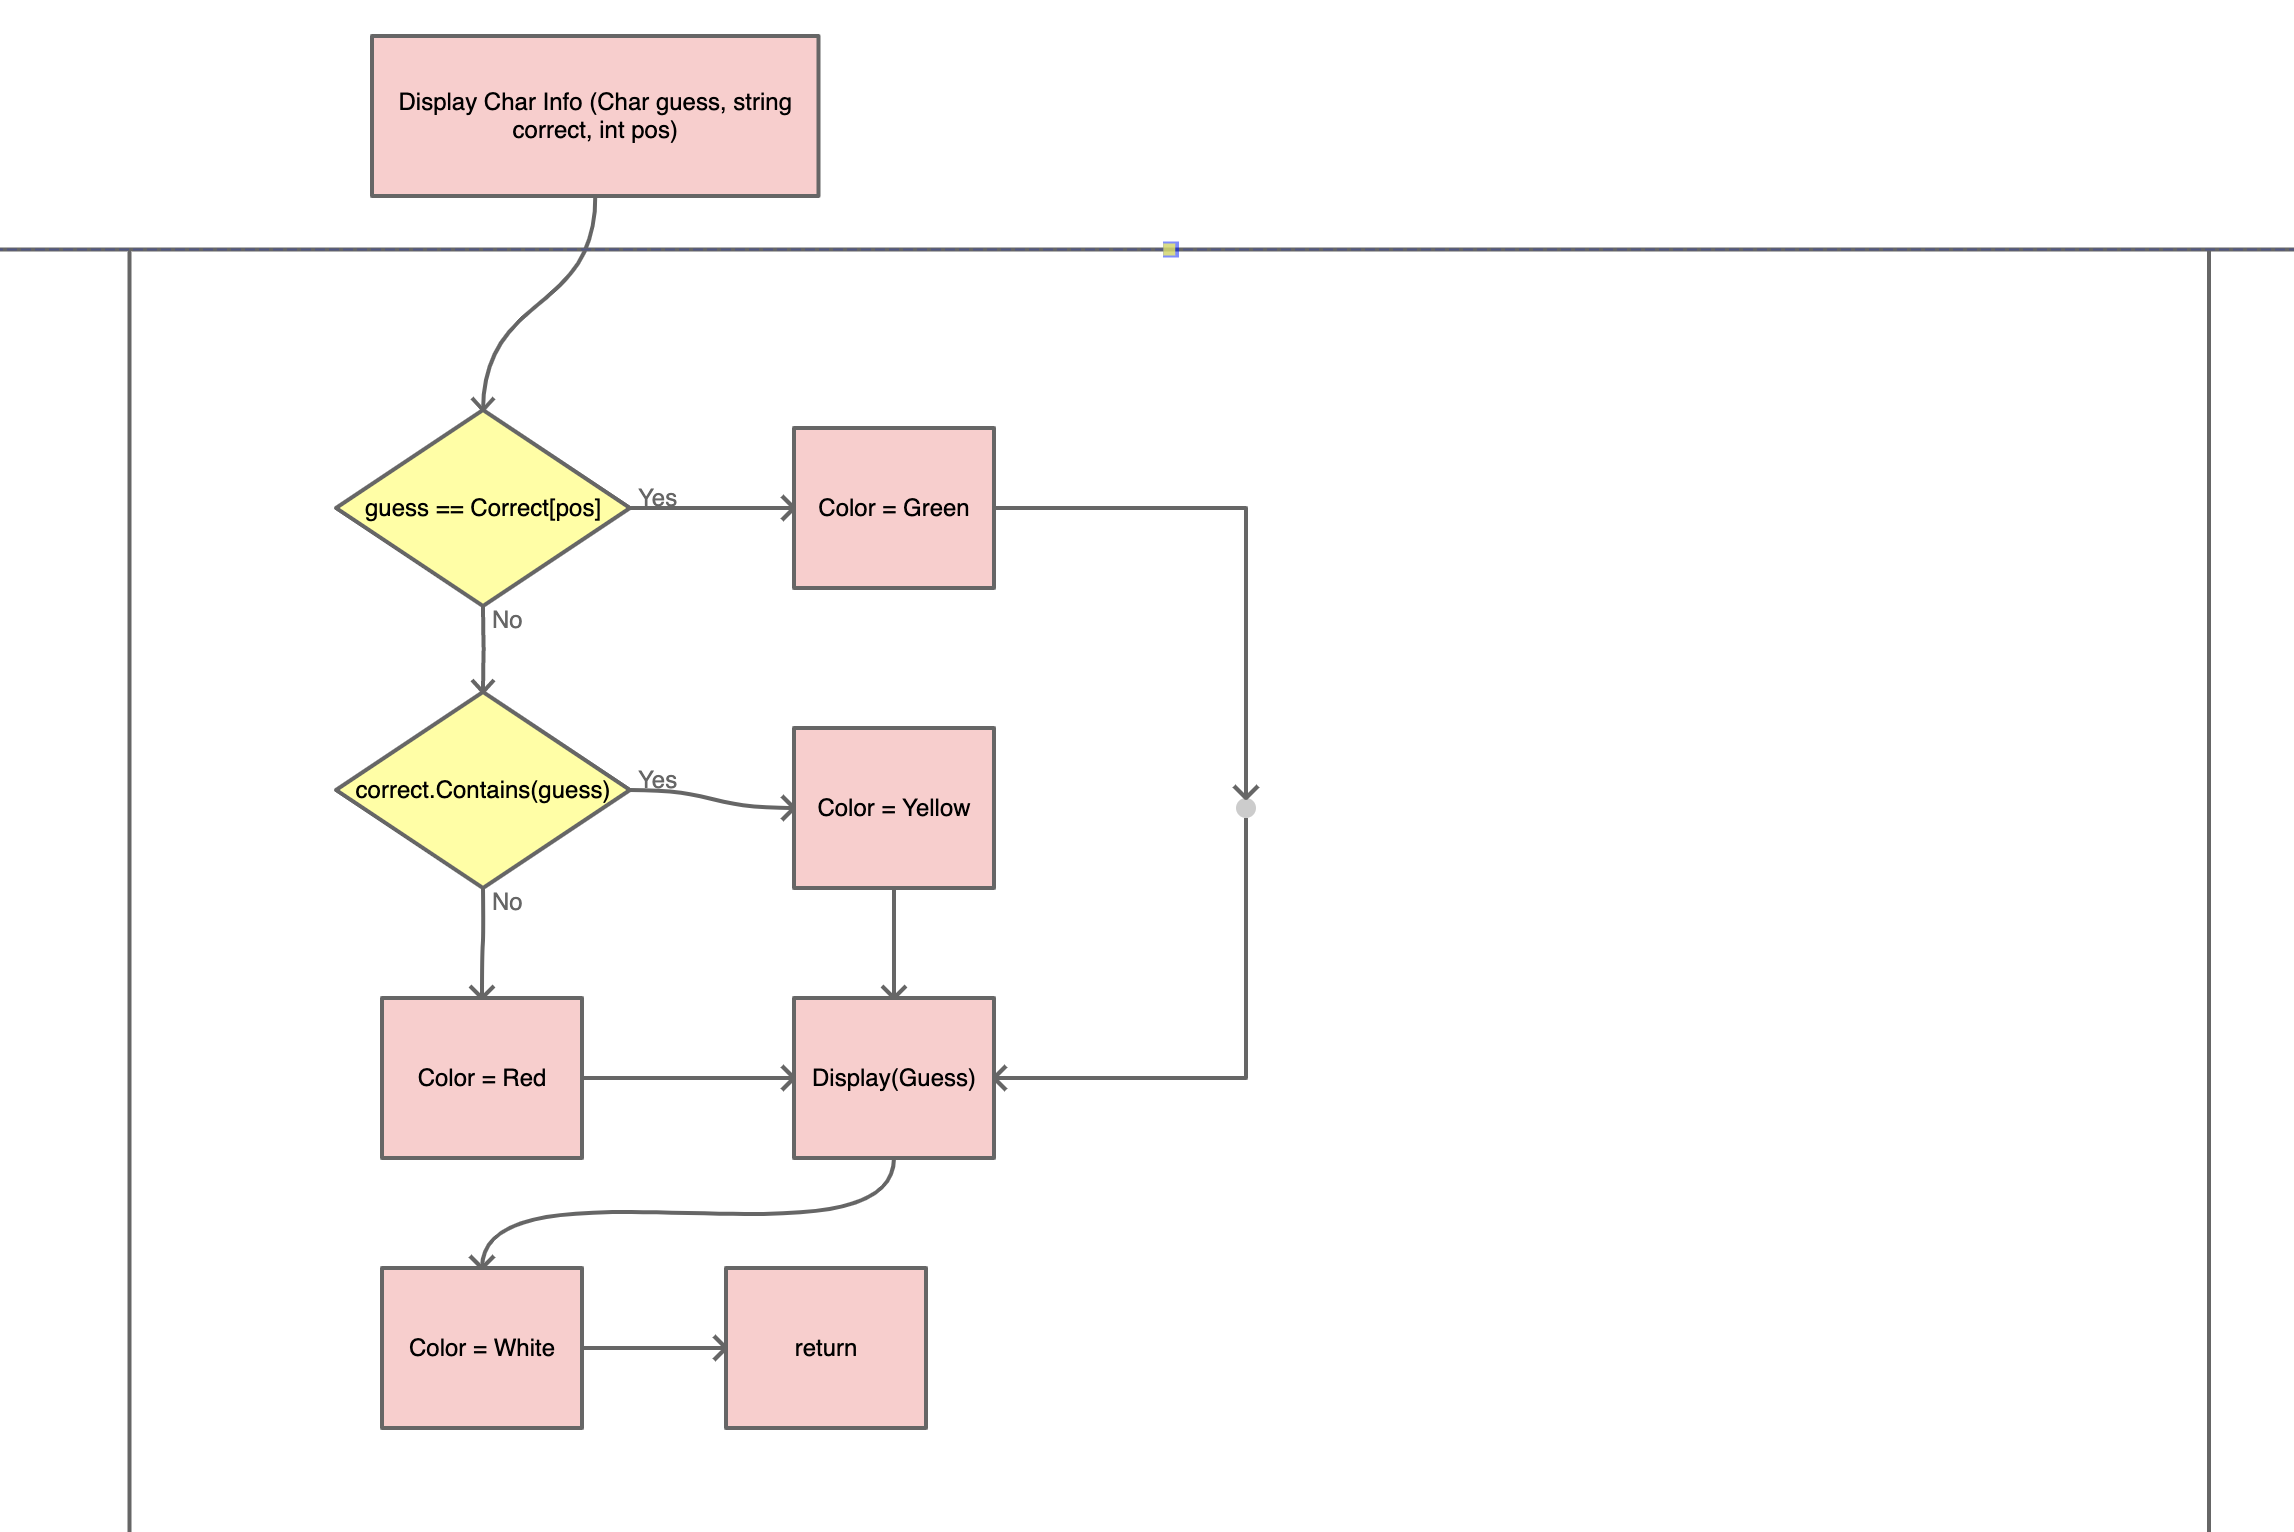 Display Char Info (Char guess, string
correct, int pos)
guess == Correct[pos]
Yes
Color = Green
No
correct.Contains(guess)
Yes
Color = Yellow
No
Color = Red
Display(Guess)
Color = White
return